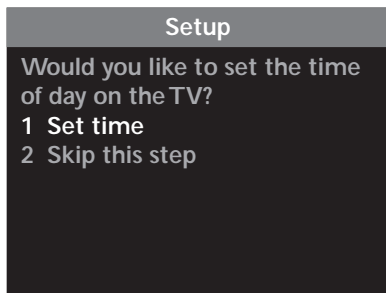 Setup
Would you like to set the time
of day on the TV?
1 Set time
2 Skip this step